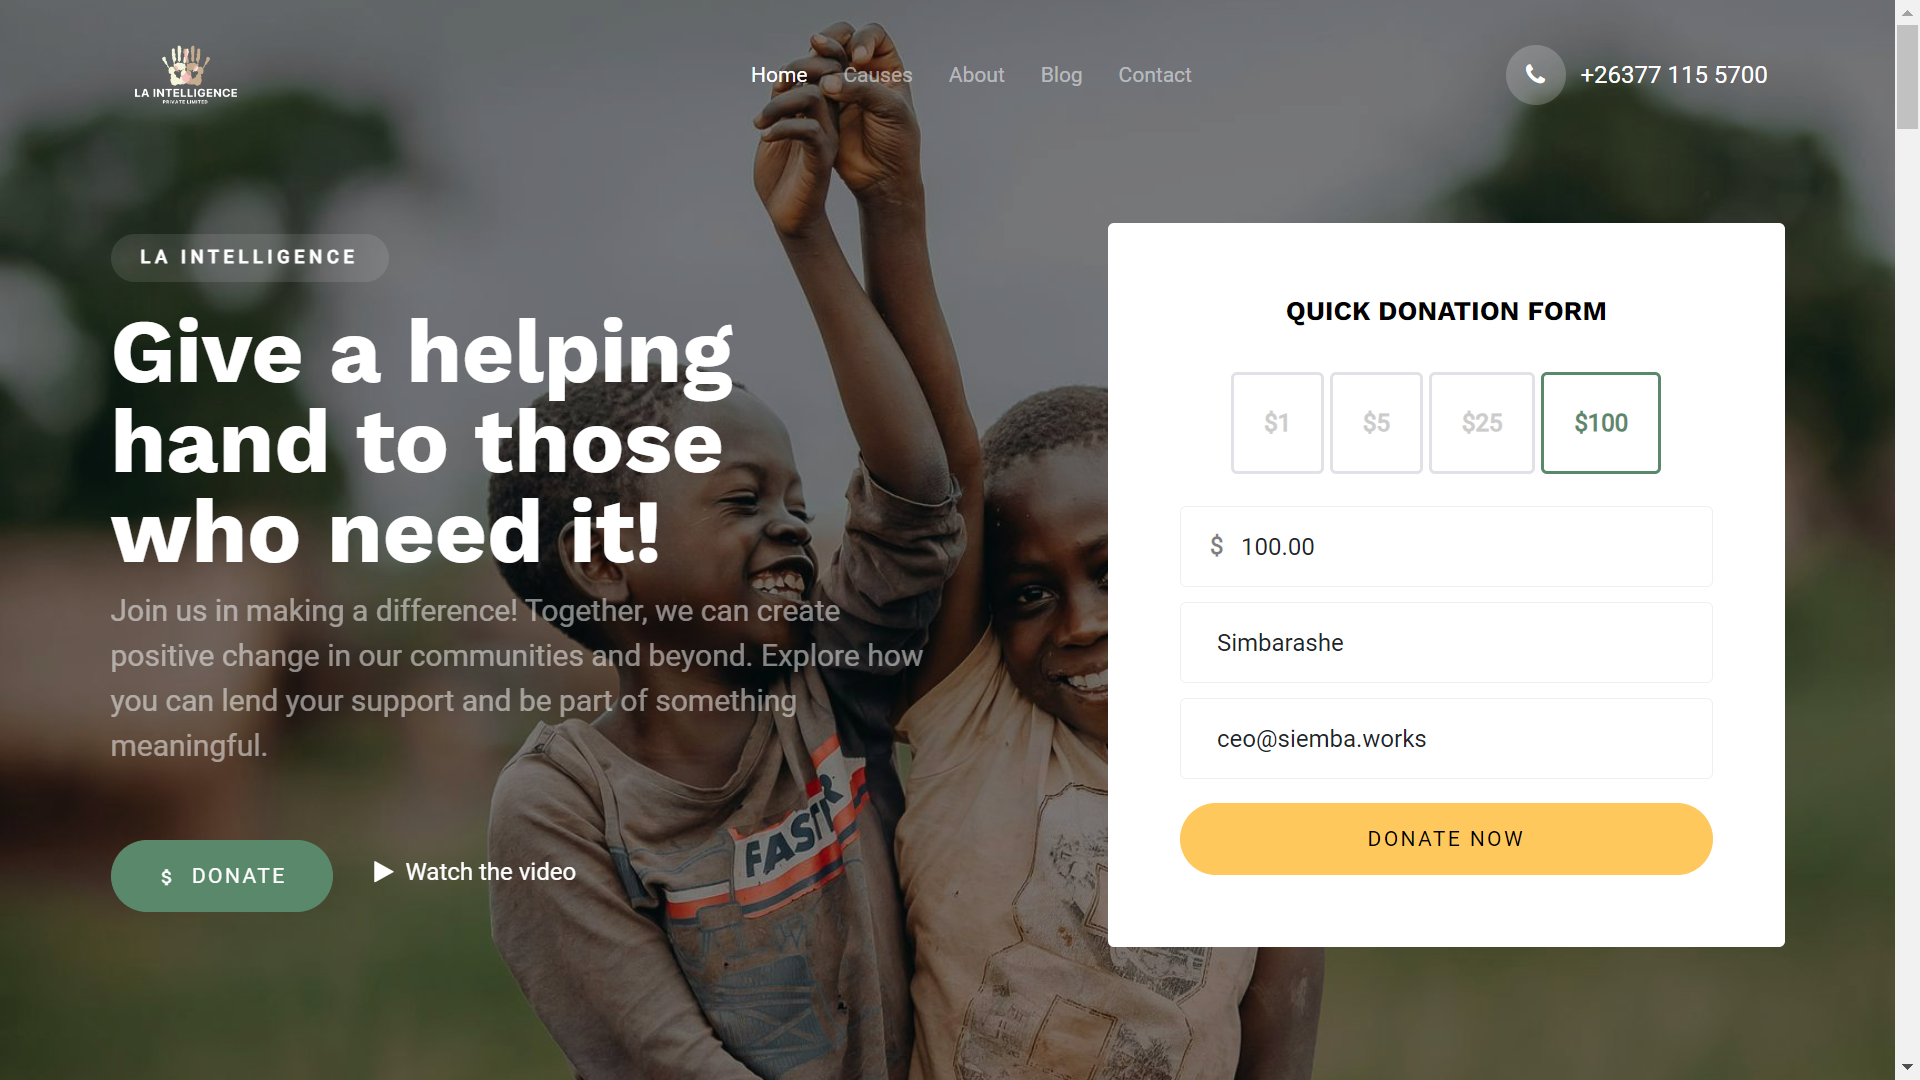 LA INTELLIGENCE
PRIVATE LIMITED
Home Causes About Blog Contact
+26377 115 5700
LA INTELLIGENCE
Give a helping
hand to those
who need it!
Join us in making a difference! Together, we can create
positive change in our communities and beyond. Explore how
you can lend your support and be part of something
meaningful.
$ DONATE
Watch the video
QUICK DONATION FORM
$1 $5 $25 $100
$ 100.00
Simbarashe
ceo@siemba.works
DONATE NOW
FASTR